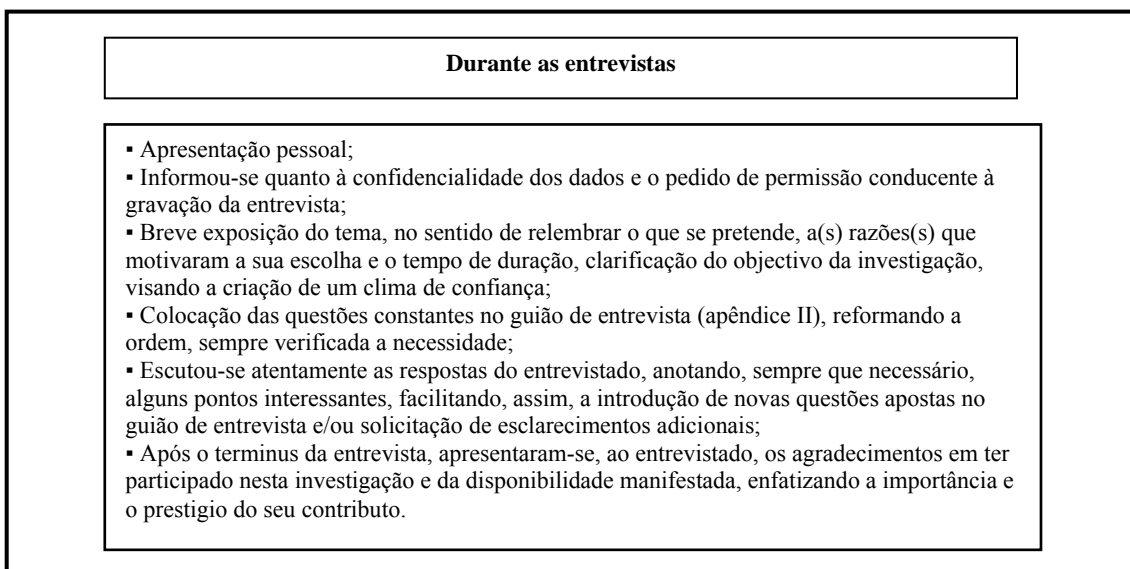 Durante as entrevistas
▪ Apresentação pessoal;
▪ Informou-se quanto à confidencialidade dos dados e o pedido de permissão conducente à
gravação da entrevista;
▪ Breve exposição do tema, no sentido de relembrar o que se pretende, a(s) razões(s) que
motivaram a sua escolha e o tempo de duração, clarificação do objectivo da investigação,
visando a criação de um clima de confiança;
▪ Colocação das questões constantes no guião de entrevista (apêndice II), reformando a
ordem, sempre verificada a necessidade;
▪ Escutou-se atentamente as respostas do entrevistado, anotando, sempre que necessário,
alguns pontos interessantes, facilitando, assim, a introdução de novas questões apostas no
guião de entrevista e/ou solicitação de esclarecimentos adicionais;
▪ Após o terminus da entrevista, apresentaram-se, ao entrevistado, os agradecimentos em ter
participado nesta investigação e da disponibilidade manifestada, enfatizando a importância e
o prestigio do seu contributo.